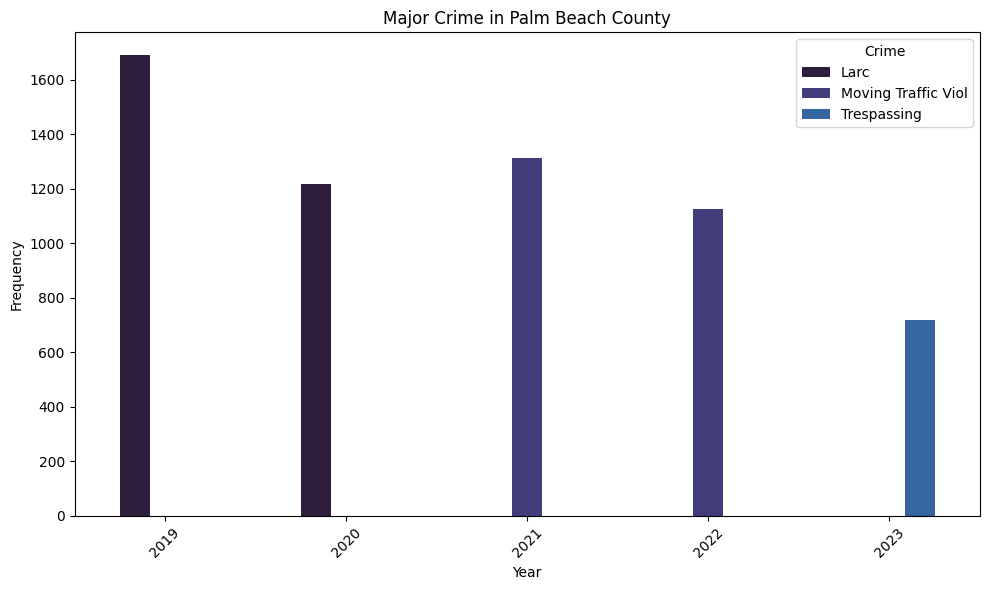 Major Crime in Palm Beach County
Crime
Larc
Moving Traffic Viol
Trespassing
Frequency
1600
1400
1200
1000
800
600
400
200
0
2019
2020
2021
2022
2023
Year